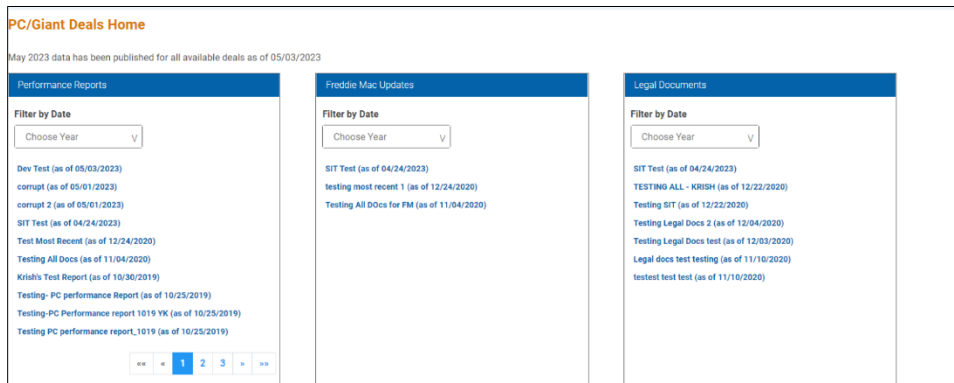 PC/Giant Deals Home
May 2023 data has been published for all available deals as of 05/03/2023
Performance Reports
Filter by Date
Choose Year
Dev Test (as of 05/03/2023)
corrupt (as of 05/01/2023)
corrupt 2 (as of 05/01/2023)
SIT Test (as of 04/24/2023)
Test Most Recent (as of 12/24/2020)
Testing All Docs (as of 11/04/2020)
Krish's Test Report (as of 10/30/2019)
Testing- PC performance Report (as of 10/25/2019)
Testing-PC Performance report 1019 YK (as of 10/25/2019)
Testing PC performance report_1019 (as of 10/25/2019)
«« « 1 2 3 » »»
Freddie Mac Updates
Filter by Date
Choose Year
SIT Test (as of 04/24/2023)
testing most recent 1 (as of 12/24/2020)
Testing All DOcs for FM (as of 11/04/2020)
Legal Documents
Filter by Date
Choose Year
SIT Test (as of 04/24/2023)
TESTING ALL - KRISH (as of 12/22/2020)
Testing SIT (as of 12/22/2020)
Testing Legal Docs 2 (as of 12/04/2020)
Testing Legal Docs test (as of 12/03/2020)
Legal docs test testing (as of 11/10/2020)
testest test test (as of 11/10/2020)